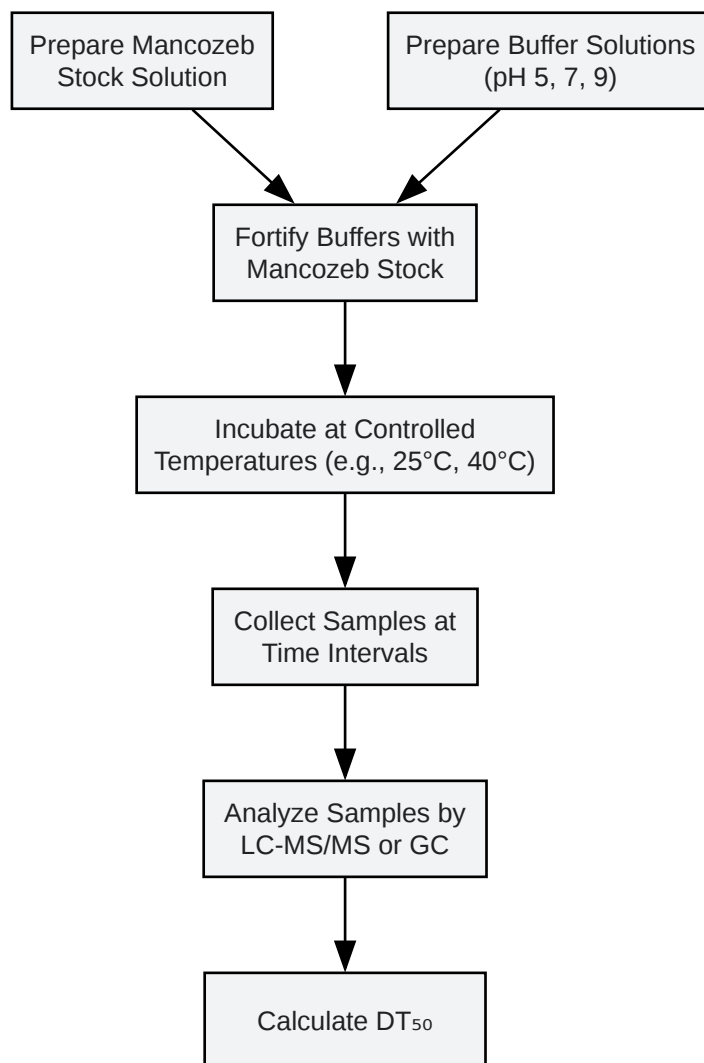 Prepare Mancozeb
Stock Solution
Prepare Buffer Solutions
(pH 5, 7, 9)
Fortify Buffers with
Mancozeb Stock
Incubate at Controlled
Temperatures (e.g., 25°C, 40°C)
Collect Samples at
Time Intervals
Analyze Samples by
LC-MS/MS or GC
Calculate DT₅₀